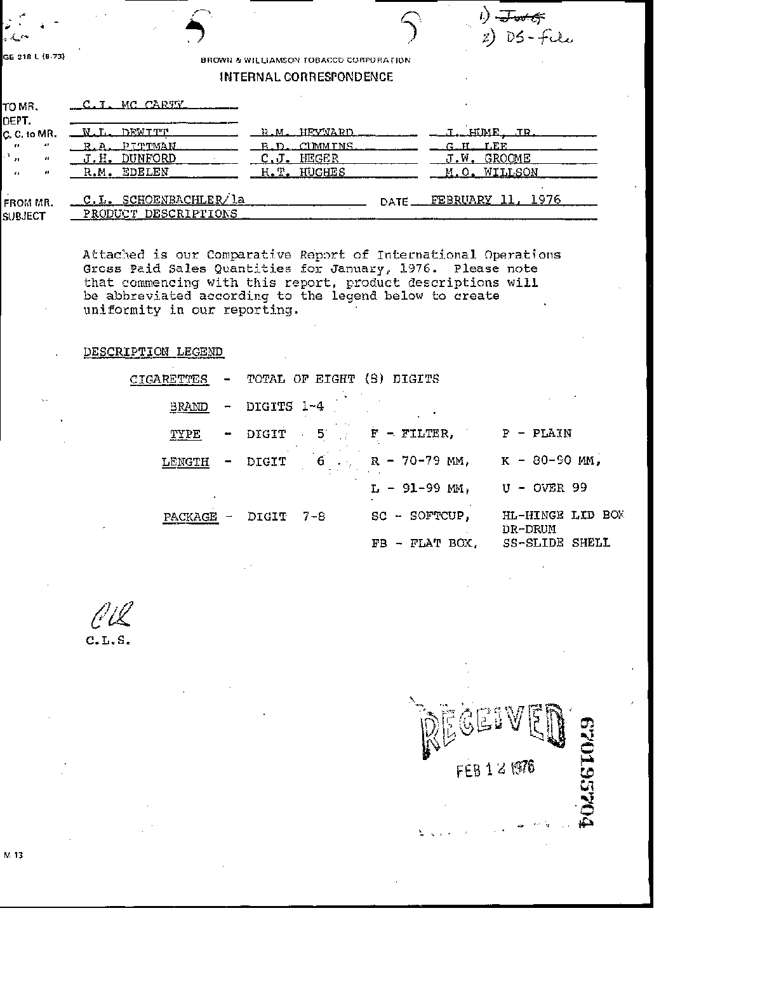 2) DS-file
GE 218 L (8-73)
BROWN & WILLIAMSON TOBACCO CORPORATION
INTERNAL CORRESPONDENCE
TO MR. C.I. MC CARTY
DEPT.
C. C. to MR. W.L. DEWITT H.M. HEYWARD J. HUME, JR.
" " R.A. PITTMAN B.D. CUMMINS G.H. LEE
" " J.H. DUNFORD C.J. HEGER J.W. GROOME
" " R.M. EDELEN H.T. HUGHES M.O. WILLSON
FROM MR. C.L. SCHOENBACHLER/la DATE FEBRUARY 11, 1976
SUBJECT PRODUCT DESCRIPTIONS
Attached is our Comparative Report of International Operations
Gross Paid Sales Quantities for January, 1976. Please note
that commencing with this report, product descriptions will
be abbreviated according to the legend below to create
uniformity in our reporting.
DESCRIPTION LEGEND
CIGARETTES - TOTAL OF EIGHT (8) DIGITS
BRAND - DIGITS 1-4
TYPE - DIGIT 5 F - FILTER, P - PLAIN
LENGTH - DIGIT 6 R - 70-79 MM, K - 80-90 MM,
L - 91-99 MM, U - OVER 99
PACKAGE - DIGIT 7-8 SC - SOFTCUP, HL-HINGE LID BOX
DR-DRUM
FB - FLAT BOX, SS-SLIDE SHELL
C.L.S.
RECEIVED
FEB 12 1976
670195704
M 13